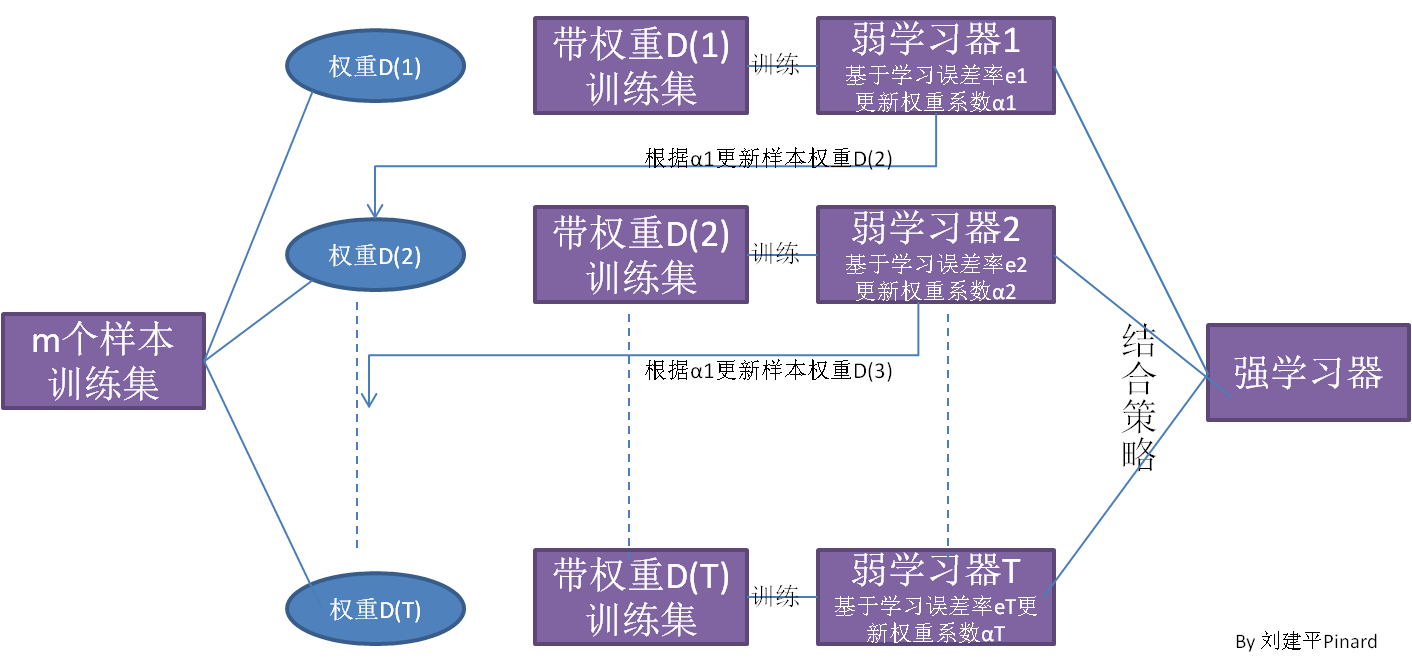 权重D(1)
带权重D(1)
训练集
训练
弱学习器1
基于学习误差率e1
更新权重系数α1
根据α1更新样本权重D(2)
权重D(2)
带权重D(2)
训练集
训练
弱学习器2
基于学习误差率e2
更新权重系数α2
m个样本
训练集
根据α1更新样本权重D(3)
结合策略
强学习器
权重D(T)
带权重D(T)
训练集
训练
弱学习器T
基于学习误差率eT更
新权重系数αT
By 刘建平Pinard